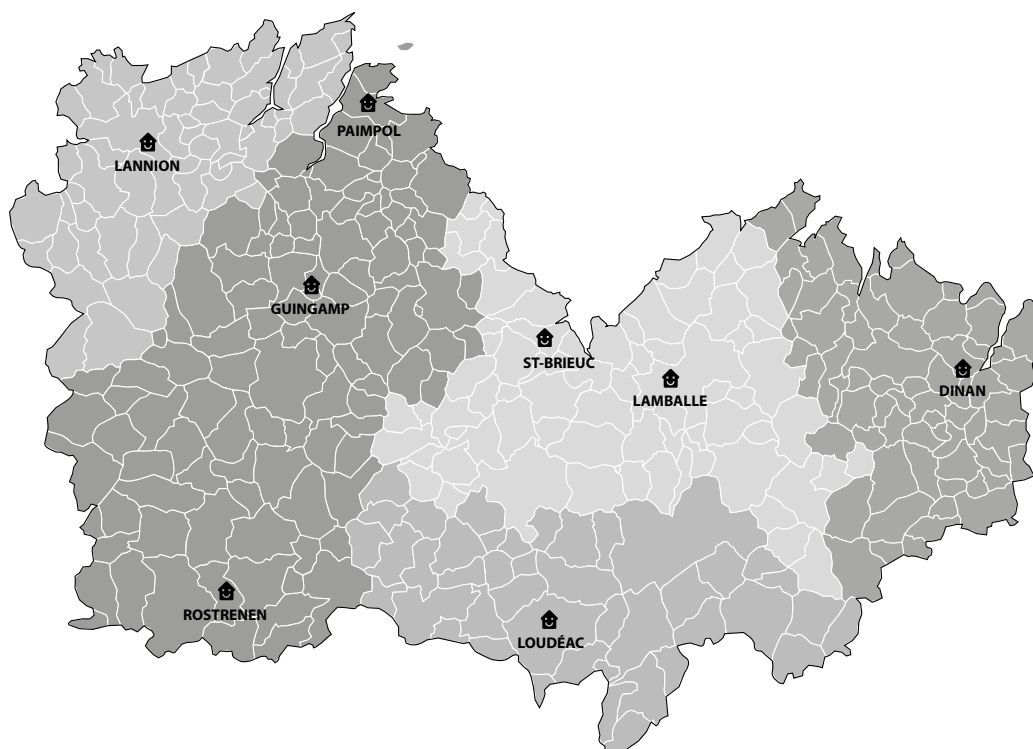 PAIMPOL
LANNION
GUINGAMP
ST-BRIEUC
LAMBALLE
DINAN
ROSTRENEN
LOUDÉAC